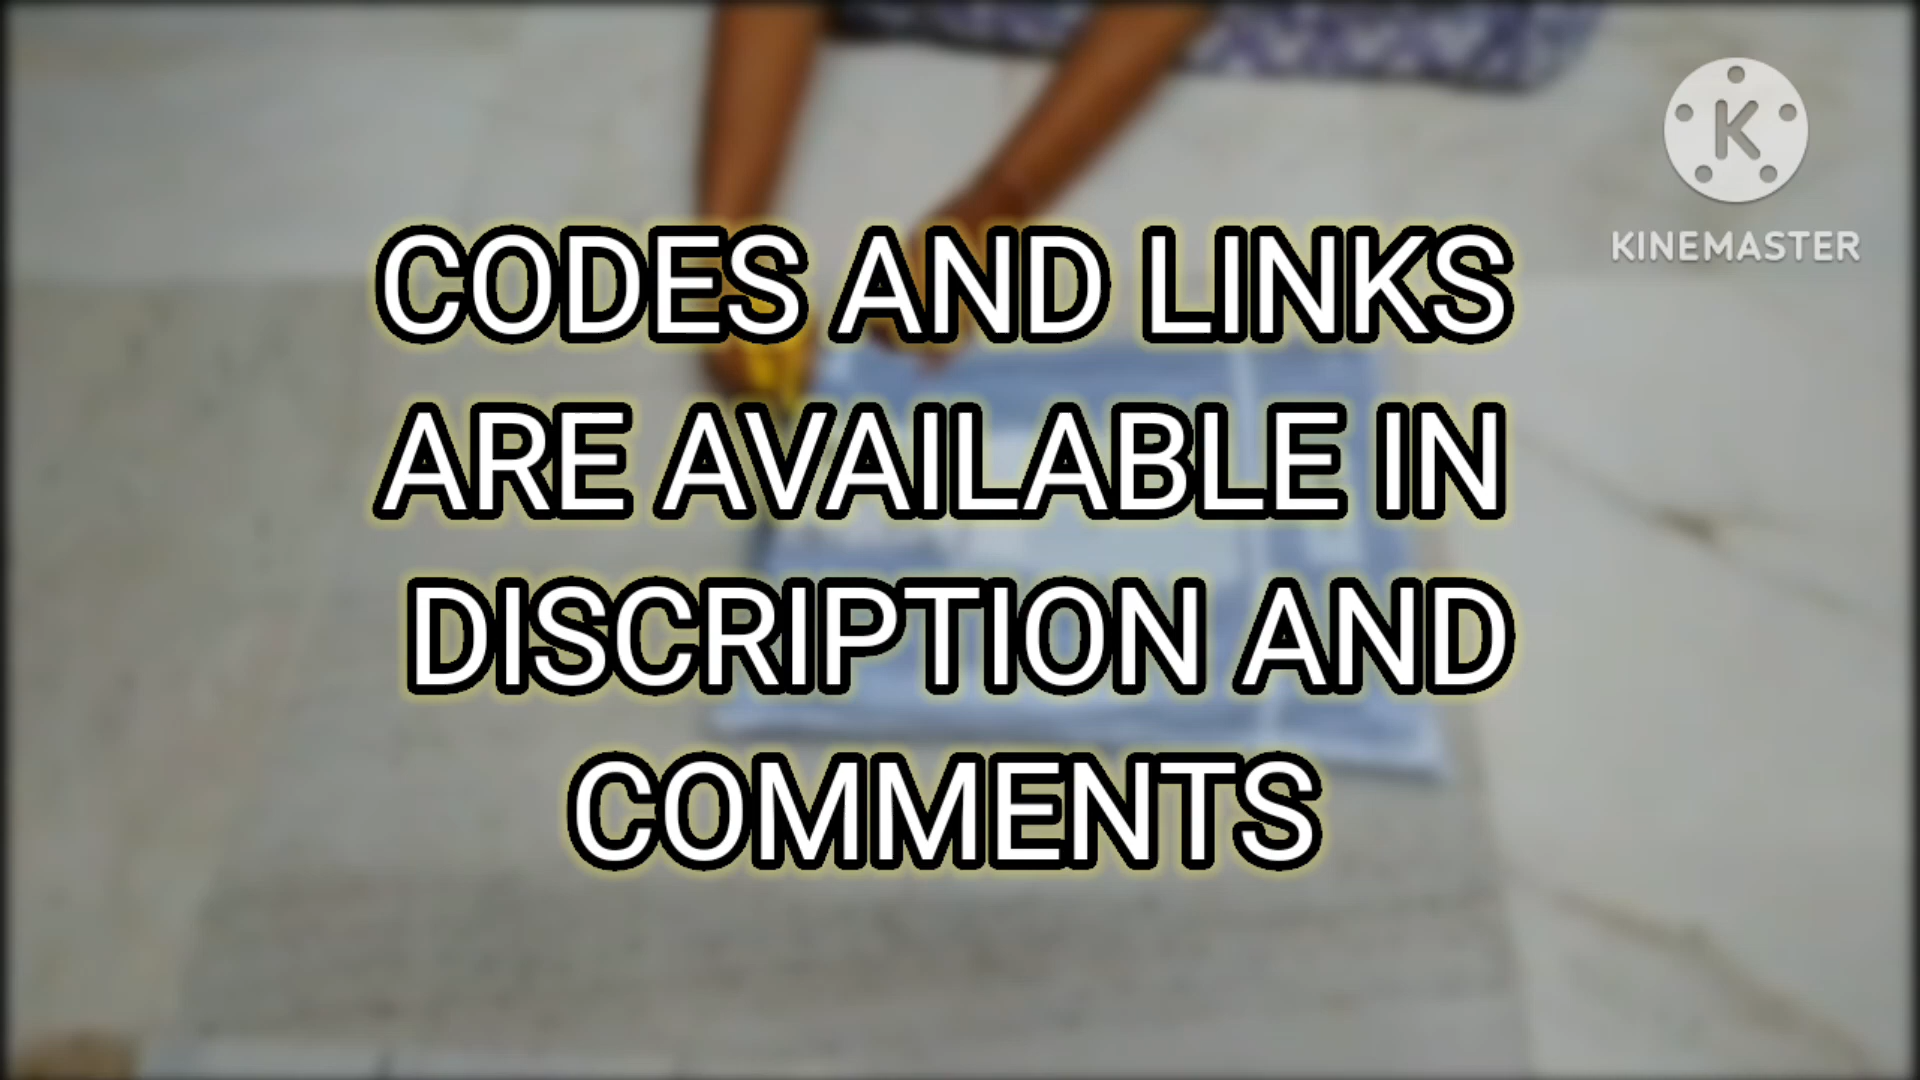 K
KINEMASTER
CODES AND LINKS
ARE AVAILABLE IN
DISCRIPTION AND
COMMENTS